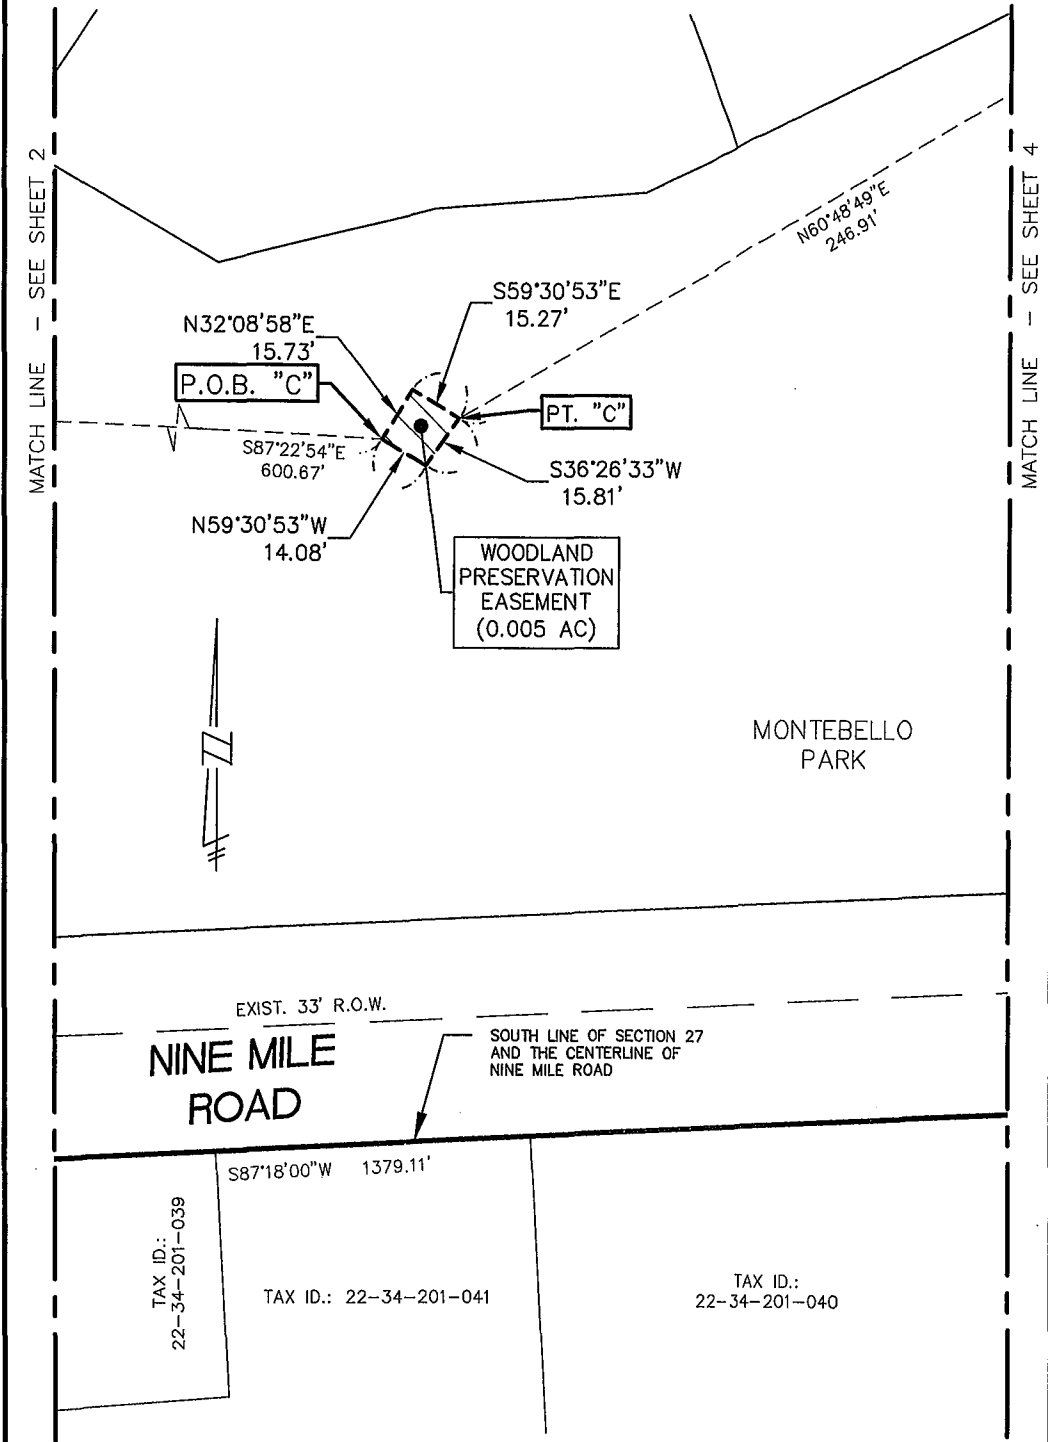 MATCH LINE - SEE SHEET 2
MATCH LINE - SEE SHEET 4
N60°48'49"E
246.91'
S59°30'53"E
15.27'
N32°08'58"E
15.73'
P.O.B. "C"
PT. "C"
S87°22'54"E
600.67'
S36°26'33"W
15.81'
N59°30'53"W
14.08'
WOODLAND
PRESERVATION
EASEMENT
(0.005 AC)
N
MONTEBELLO
PARK
EXIST. 33' R.O.W.
NINE MILE
ROAD
SOUTH LINE OF SECTION 27
AND THE CENTERLINE OF
NINE MILE ROAD
S87°18'00"W 1379.11'
TAX ID.:
22-34-201-039
TAX ID.: 22-34-201-041
TAX ID.:
22-34-201-040